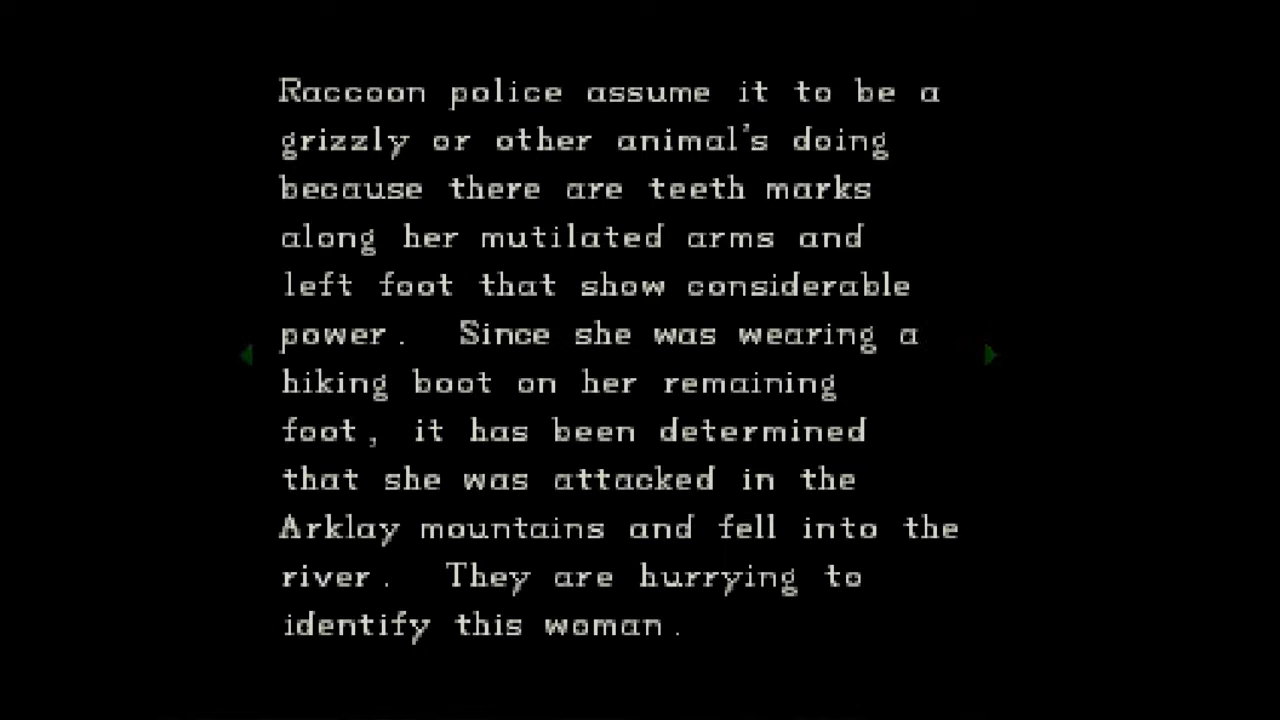 Raccoon police assume it to be a
grizzly or other animal's doing
because there are teeth marks
along her mutilated arms and
left foot that show considerable
power.  Since she was wearing a
hiking boot on her remaining
foot, it has been determined
that she was attacked in the
Arklay mountains and fell into the
river.  They are hurrying to
identify this woman.